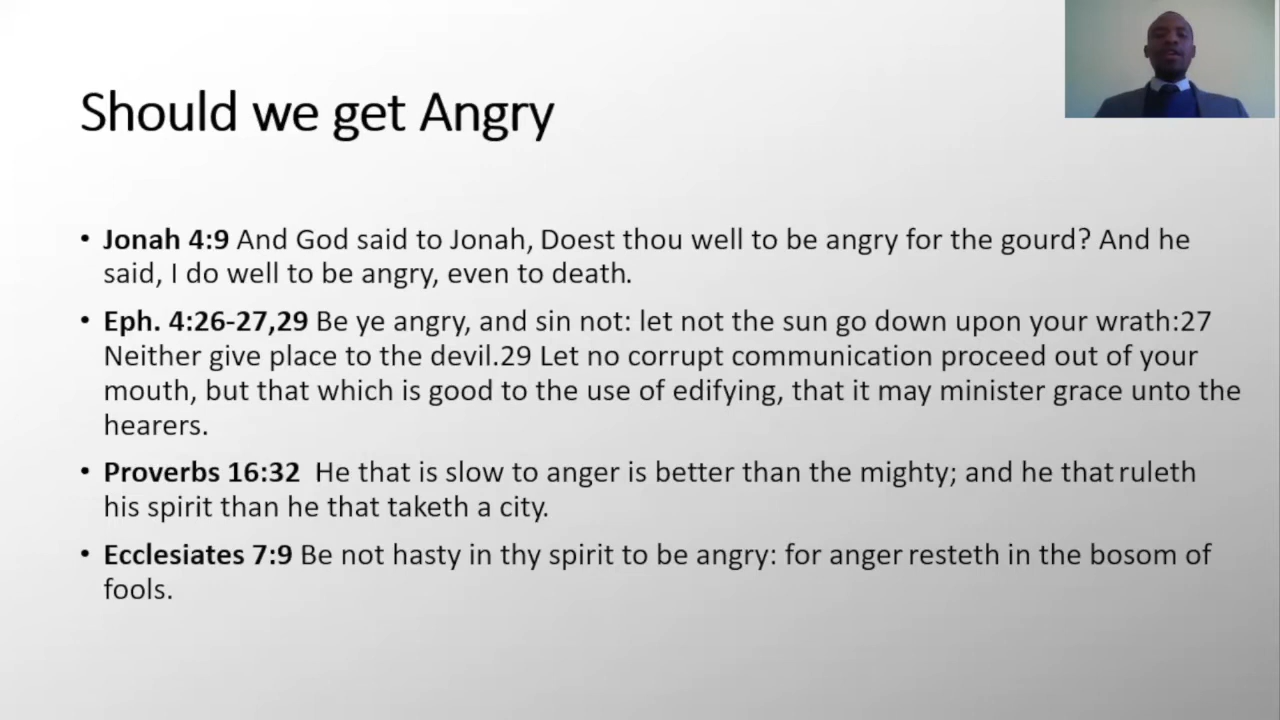 Should we get Angry
• Jonah 4:9 And God said to Jonah, Doest thou well to be angry for the gourd? And he
said, I do well to be angry, even to death.
• Eph. 4:26-27,29 Be ye angry, and sin not: let not the sun go down upon your wrath:27
Neither give place to the devil.29 Let no corrupt communication proceed out of your
mouth, but that which is good to the use of edifying, that it may minister grace unto the
hearers.
• Proverbs 16:32 He that is slow to anger is better than the mighty; and he that ruleth
his spirit than he that taketh a city.
• Ecclesiates 7:9 Be not hasty in thy spirit to be angry: for anger resteth in the bosom of
fools.